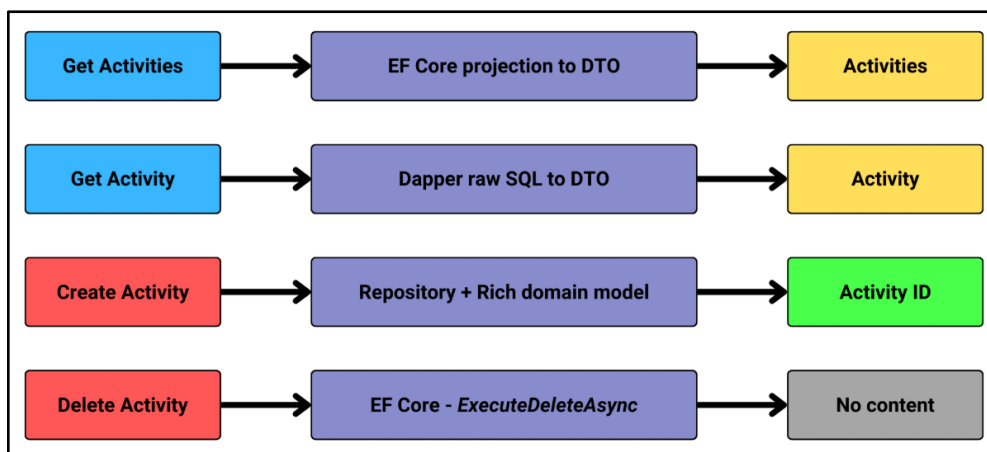 Get Activities
EF Core projection to DTO
Activities
Get Activity
Dapper raw SQL to DTO
Activity
Create Activity
Repository + Rich domain model
Activity ID
Delete Activity
EF Core - ExecuteDeleteAsync
No content